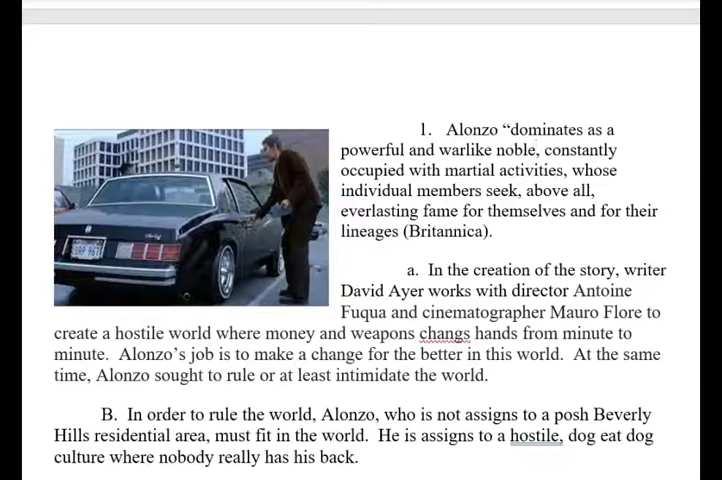 1. Alonzo “dominates as a
powerful and warlike noble, constantly
occupied with martial activities, whose
individual members seek, above all,
everlasting fame for themselves and for their
lineages (Britannica).
a. In the creation of the story, writer
David Ayer works with director Antoine
Fuqua and cinematographer Mauro Flore to
create a hostile world where money and weapons changs hands from minute to
minute. Alonzo’s job is to make a change for the better in this world. At the same
time, Alonzo sought to rule or at least intimidate the world.
B. In order to rule the world, Alonzo, who is not assigns to a posh Beverly
Hills residential area, must fit in the world. He is assigns to a hostile, dog eat dog
culture where nobody really has his back.